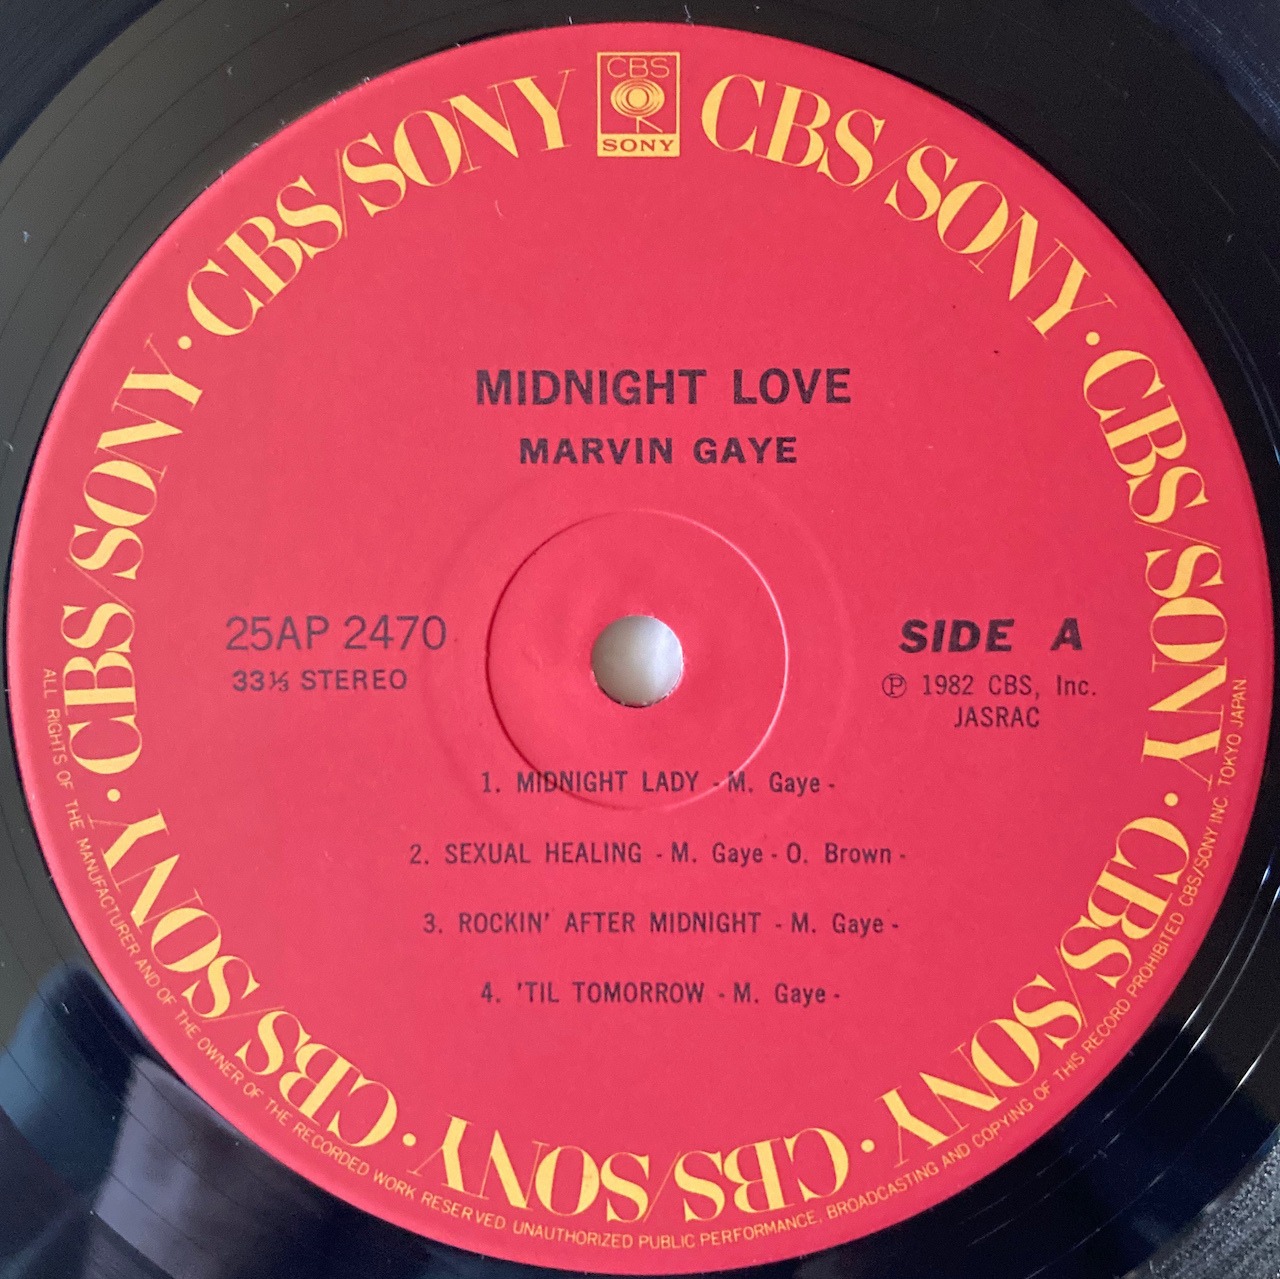 CBS
SONY
CBS/SONY · CBS/SONY · CBS/SONY · CBS/SONY · CBS/SONY · CBS/SONY · CBS/SONY · CBS/SONY
MIDNIGHT LOVE
MARVIN GAYE
25AP 2470
33⅓ STEREO
SIDE A
Ⓟ 1982 CBS, Inc.
JASRAC
1. MIDNIGHT LADY - M. Gaye -
2. SEXUAL HEALING - M. Gaye - O. Brown -
3. ROCKIN' AFTER MIDNIGHT - M. Gaye -
4. 'TIL TOMORROW - M. Gaye -
ALL RIGHTS OF THE MANUFACTURER AND OF THE OWNER OF THE RECORDED WORK RESERVED UNAUTHORIZED PUBLIC PERFORMANCE. BROADCASTING AND COPYING OF THIS RECORD PROHIBITED CBS/SONY INC. TOKYO JAPAN